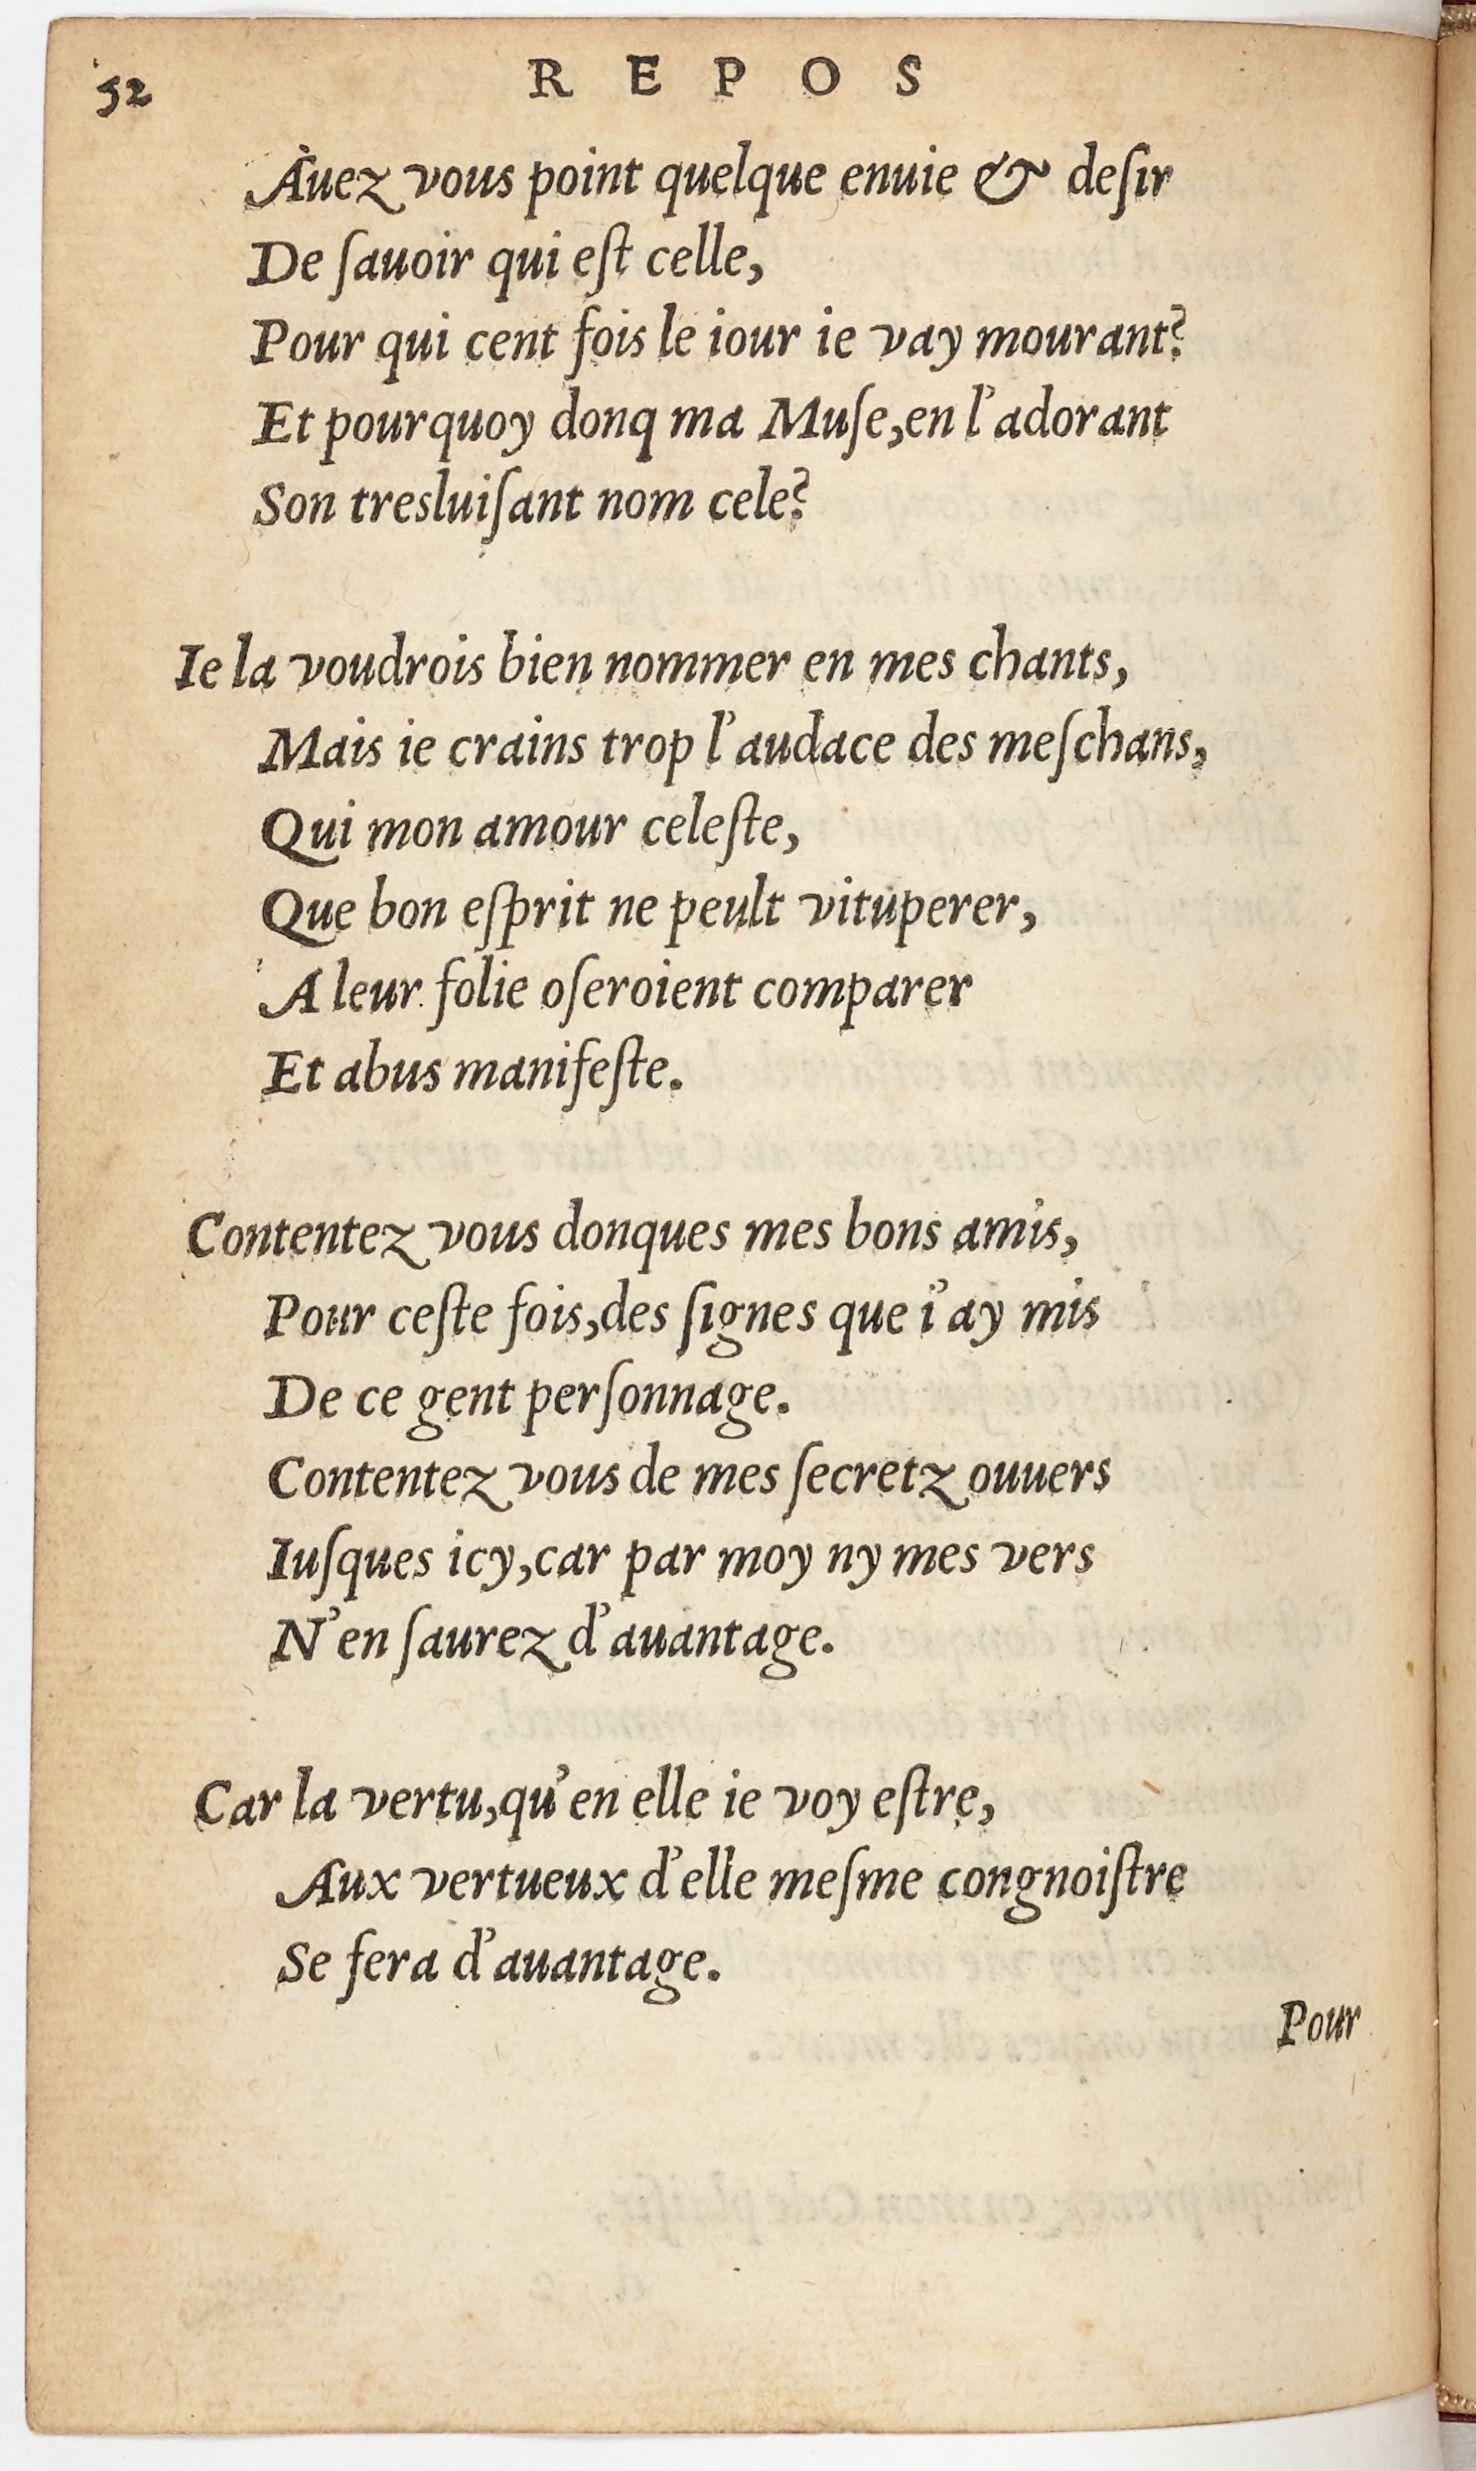 52
REPOS
Auez vous point quelque enuie & deſir
De ſauoir qui eſt celle,
Pour qui cent fois le iour ie vay mourant?
Et pourquoy donq ma Muſe, en l'adorant
Son tresluiſant nom cele?
Ie la voudrois bien nommer en mes chants,
Mais ie crains trop l'audace des meſchans,
Qui mon amour celeſte,
Que bon eſprit ne peult vituperer,
A leur folie oſeroient comparer
Et abus manifeſte.
Contentez vous donques mes bons amis,
Pour ceſte fois, des ſignes que i'ay mis
De ce gent perſonnage.
Contentez vous de mes ſecretz ouuers
Iuſques icy, car par moy ny mes vers
N'en ſaurez d'auantage.
Car la vertu, qu'en elle ie voy eſtre,
Aux vertueux d'elle meſme congnoiſtre
Se fera d'auantage.
Pour